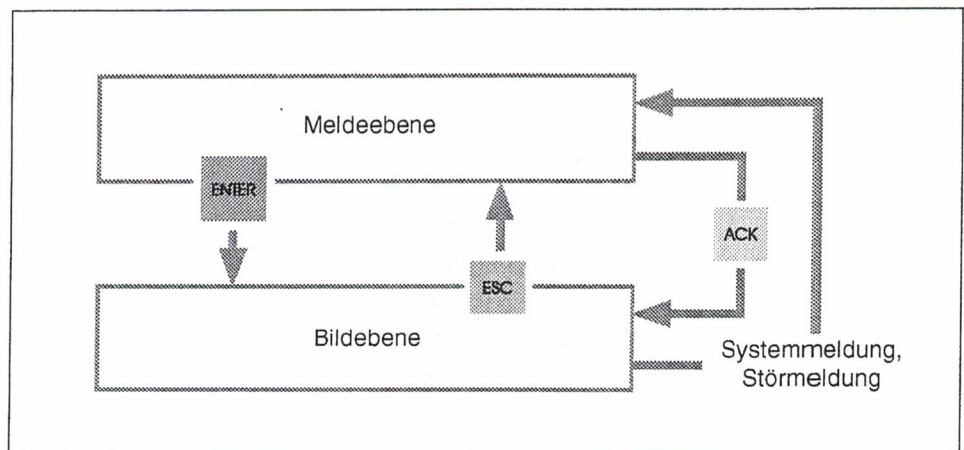 Meldeebene
ENTER
ACK
ESC
Bildebene
Systemmeldung,
Störmeldung